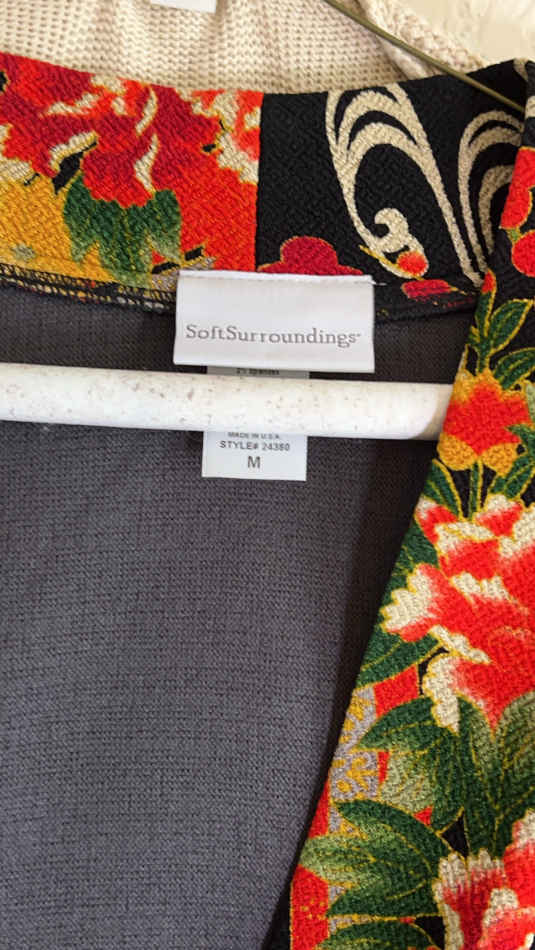 SoftSurroundings
MADE IN U.S.A.
STYLE# 24380
M